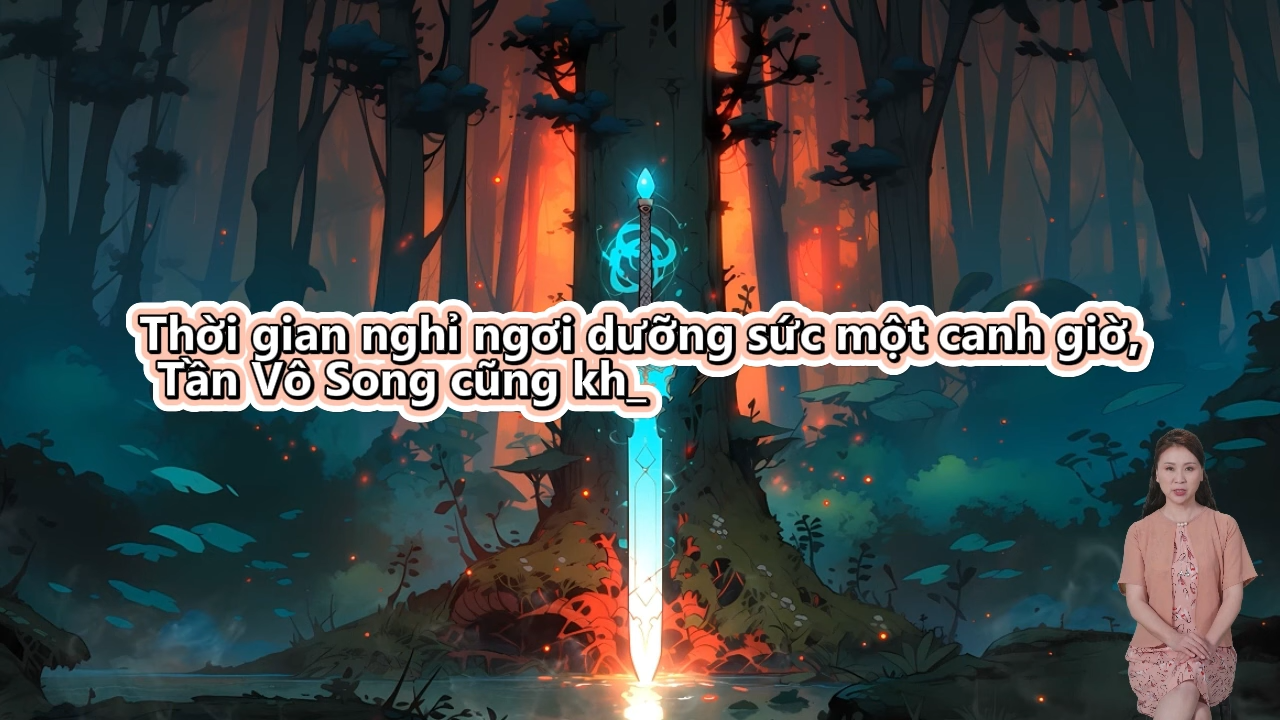 Thời gian nghỉ ngơi dưỡng sức một canh giờ,
Tần Vô Song cũng kh_